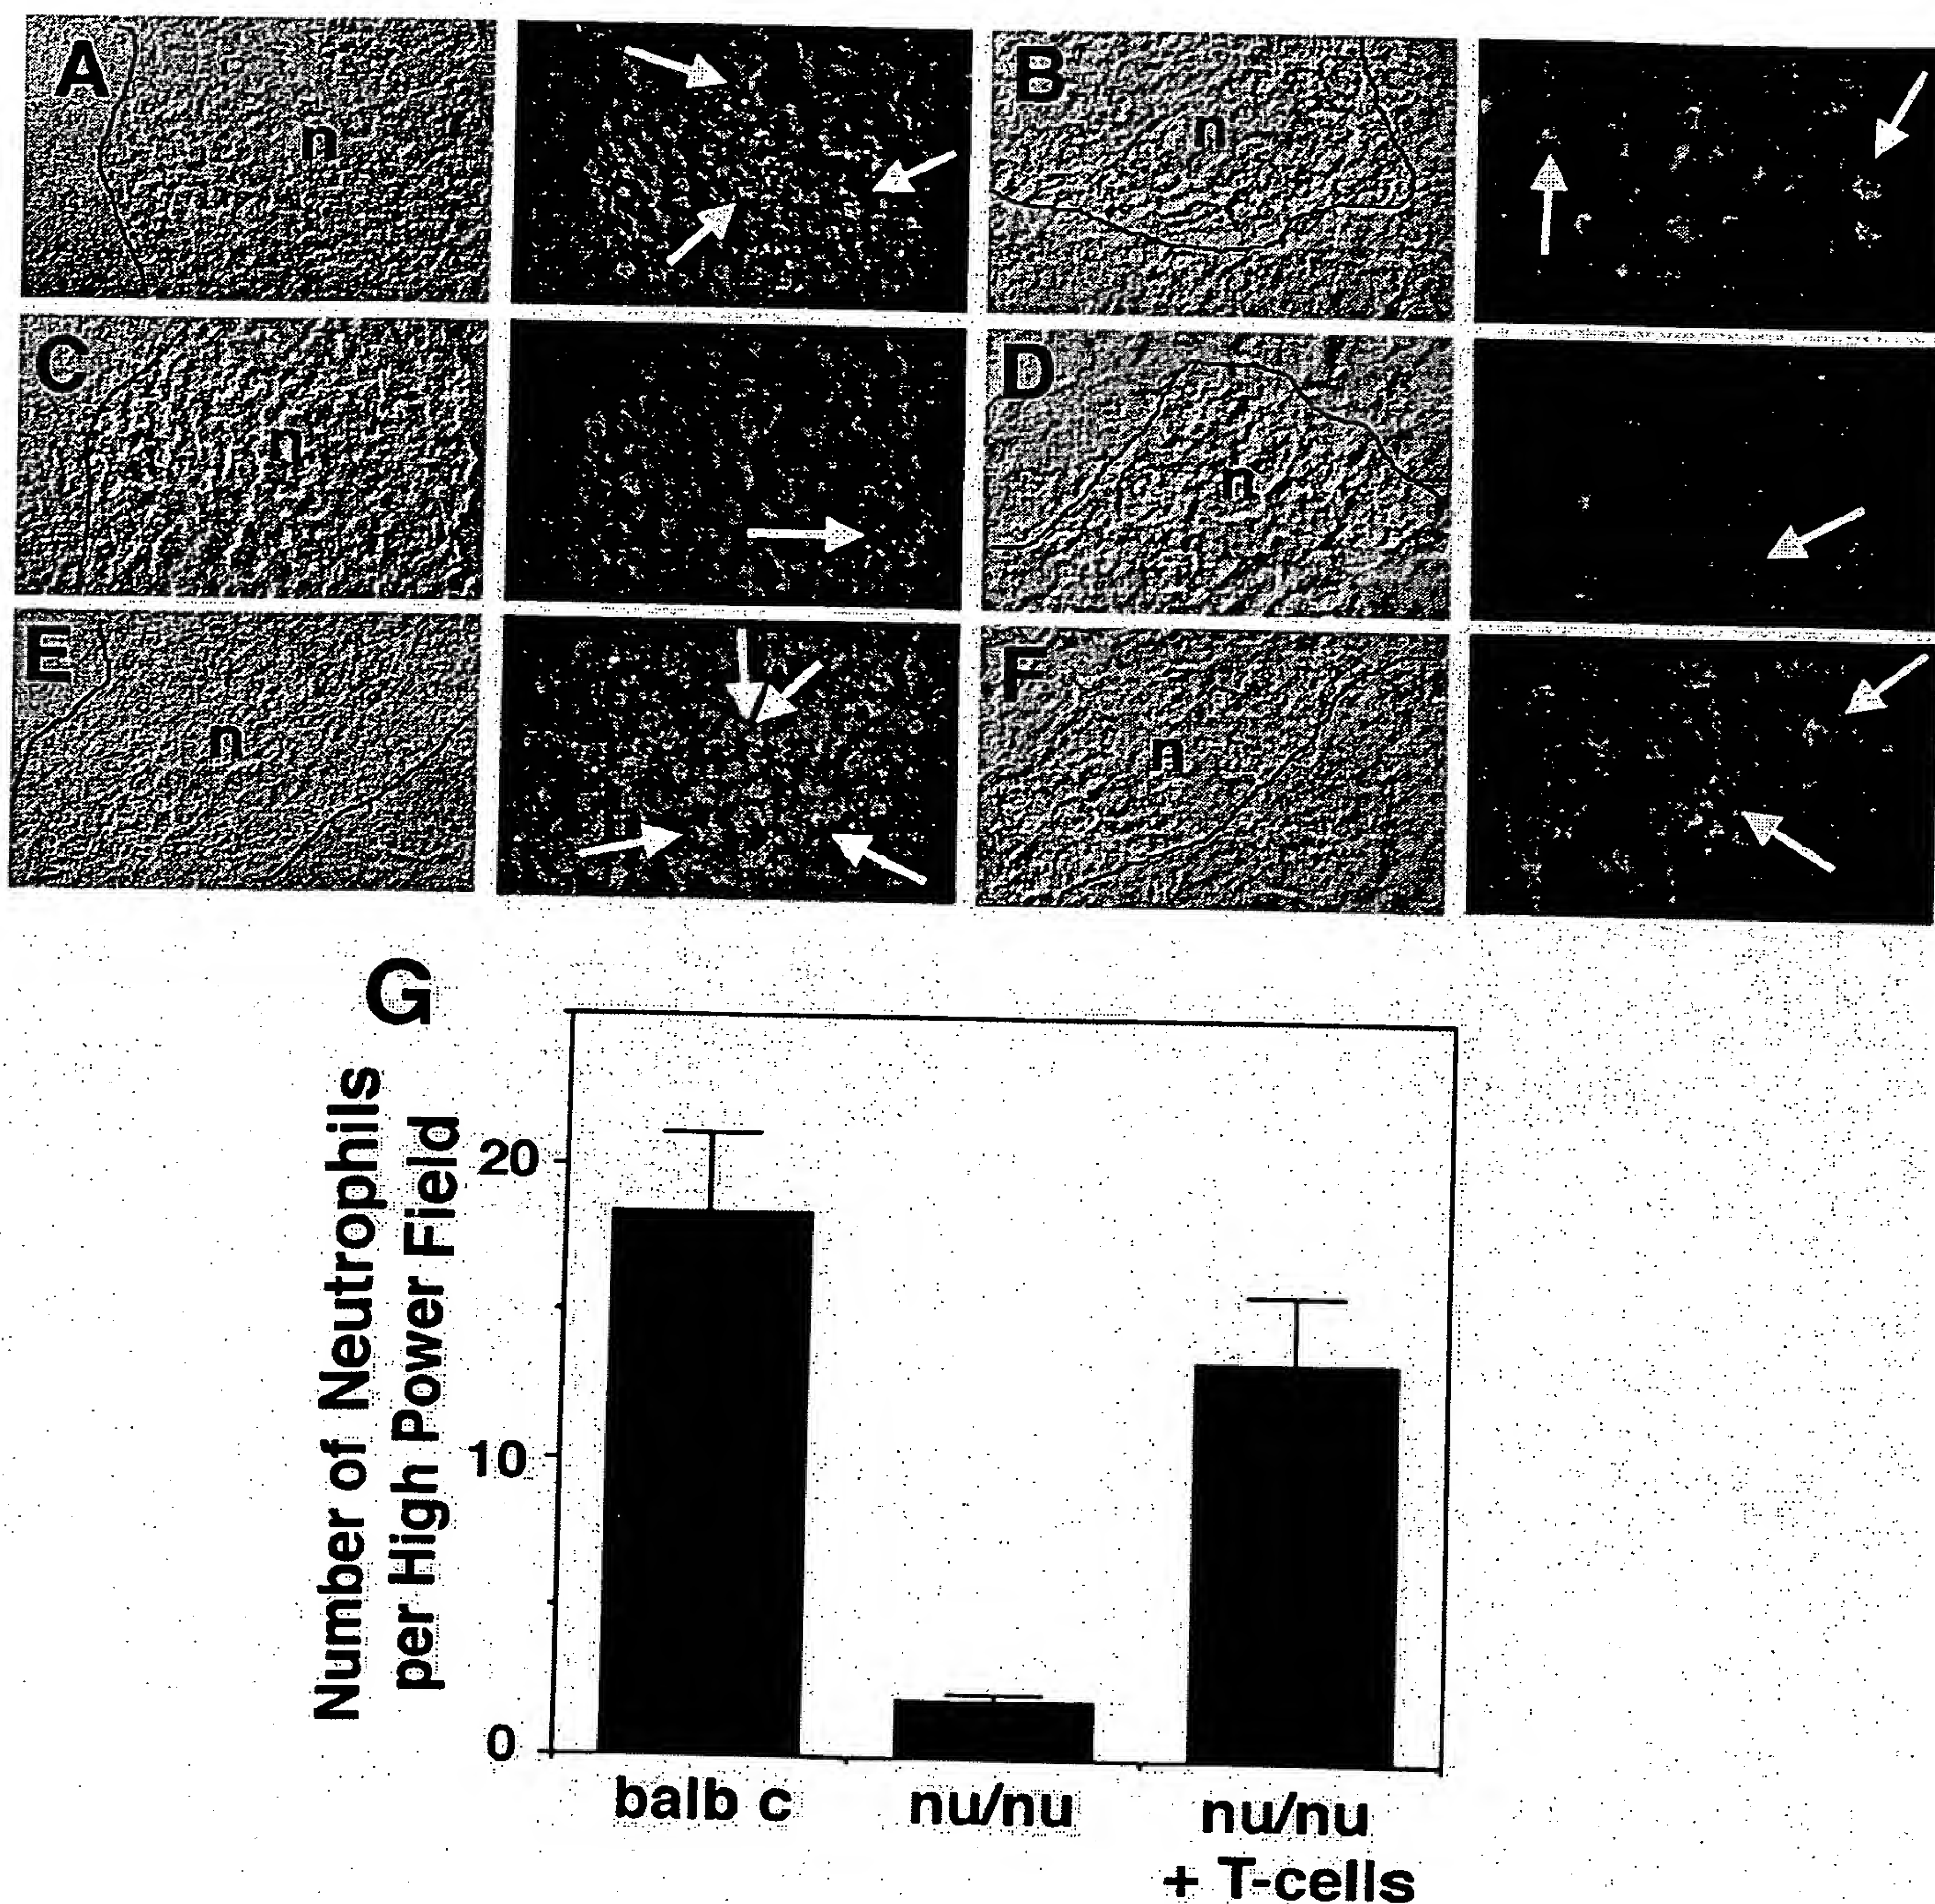 A
n
B
n
C
n
D
n
E
n
F
n
G
Number of Neutrophils
per High Power Field
20
10
0
balb c
nu/nu
nu/nu
+ T-cells